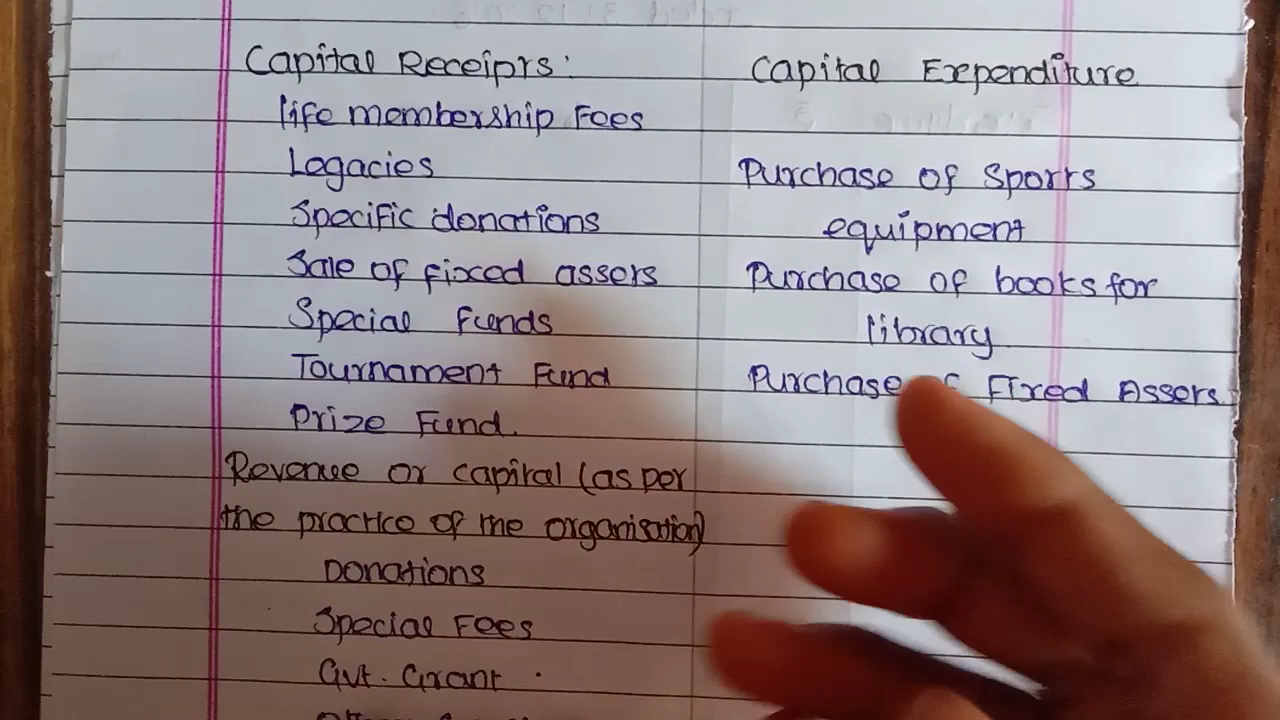 Capital Receipts:
life membership Fees
Legacies
Specific donations
Sale of fixed assets
Special Funds
Tournament Fund
Prize Fund.
Revenue or capital (as per
the practice of the organisation)
Donations
Special Fees
Gvt. Grant.
Capital Expenditure
Purchase of Sports
equipment
Purchase of books for
library
Purchase of Fixed Assets